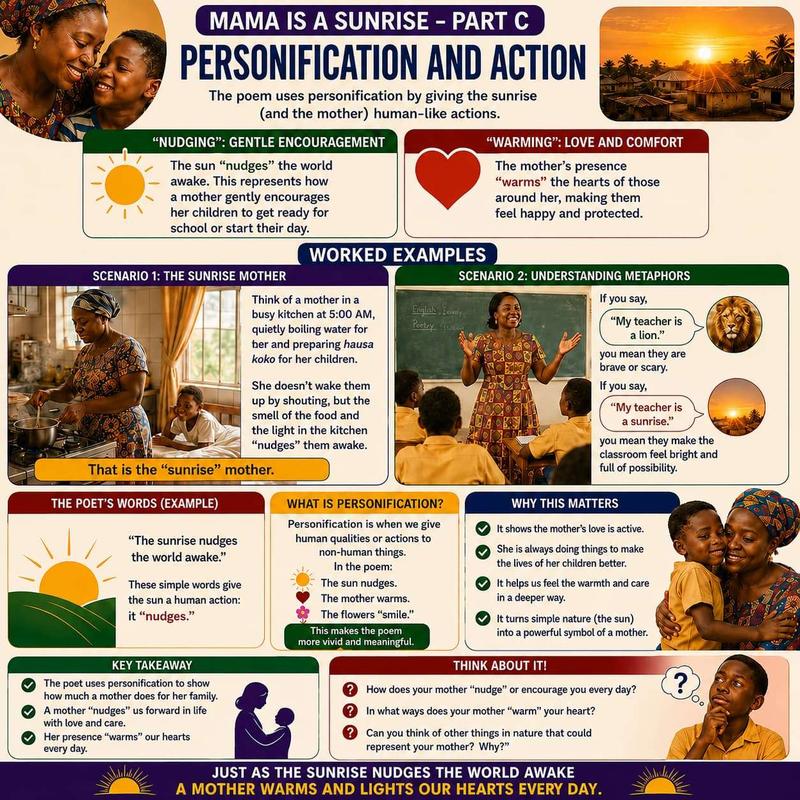 MAMA IS A SUNRISE – PART C
PERSONIFICATION AND ACTION
The poem uses personification by giving the sunrise
(and the mother) human-like actions.
"NUDGING": GENTLE ENCOURAGEMENT
The sun "nudges" the world
awake. This represents how
a mother gently encourages
her children to get ready for
school or start their day.
"WARMING": LOVE AND COMFORT
The mother's presence
"warms" the hearts of those
around her, making them
feel happy and protected.
WORKED EXAMPLES
SCENARIO 1: THE SUNRISE MOTHER
Think of a mother in a
busy kitchen at 5:00 AM,
quietly boiling water for
her and preparing hausa
koko for her children.
She doesn't wake them
up by shouting, but the
smell of the food and
the light in the kitchen
"nudges" them awake.
That is the "sunrise" mother.
SCENARIO 2: UNDERSTANDING METAPHORS
English
Poetry
If you say,
"My teacher is
a lion."
you mean they are
brave or scary.
If you say,
"My teacher is
a sunrise."
you mean they make the
classroom feel bright and
full of possibility.
THE POET'S WORDS (EXAMPLE)
"The sunrise nudges
the world awake."
These simple words give
the sun a human action:
it "nudges."
WHAT IS PERSONIFICATION?
Personification is when we give
human qualities or actions to
non-human things.
In the poem:
The sun nudges.
The mother warms.
The flowers "smile."
This makes the poem
more vivid and meaningful.
WHY THIS MATTERS
It shows the mother's love is active.
She is always doing things to make
the lives of her children better.
It helps us feel the warmth and care
in a deeper way.
It turns simple nature (the sun)
into a powerful symbol of a mother.
KEY TAKEAWAY
The poet uses personification to show
how much a mother does for her family.
A mother "nudges" us forward in life
with love and care.
Her presence "warms" our hearts
every day.
THINK ABOUT IT!
? How does your mother "nudge" or encourage you every day?
? In what ways does your mother "warm" your heart?
? Can you think of other things in nature that could
represent your mother? Why?"
?
JUST AS THE SUNRISE NUDGES THE WORLD AWAKE
A MOTHER WARMS AND LIGHTS OUR HEARTS EVERY DAY.